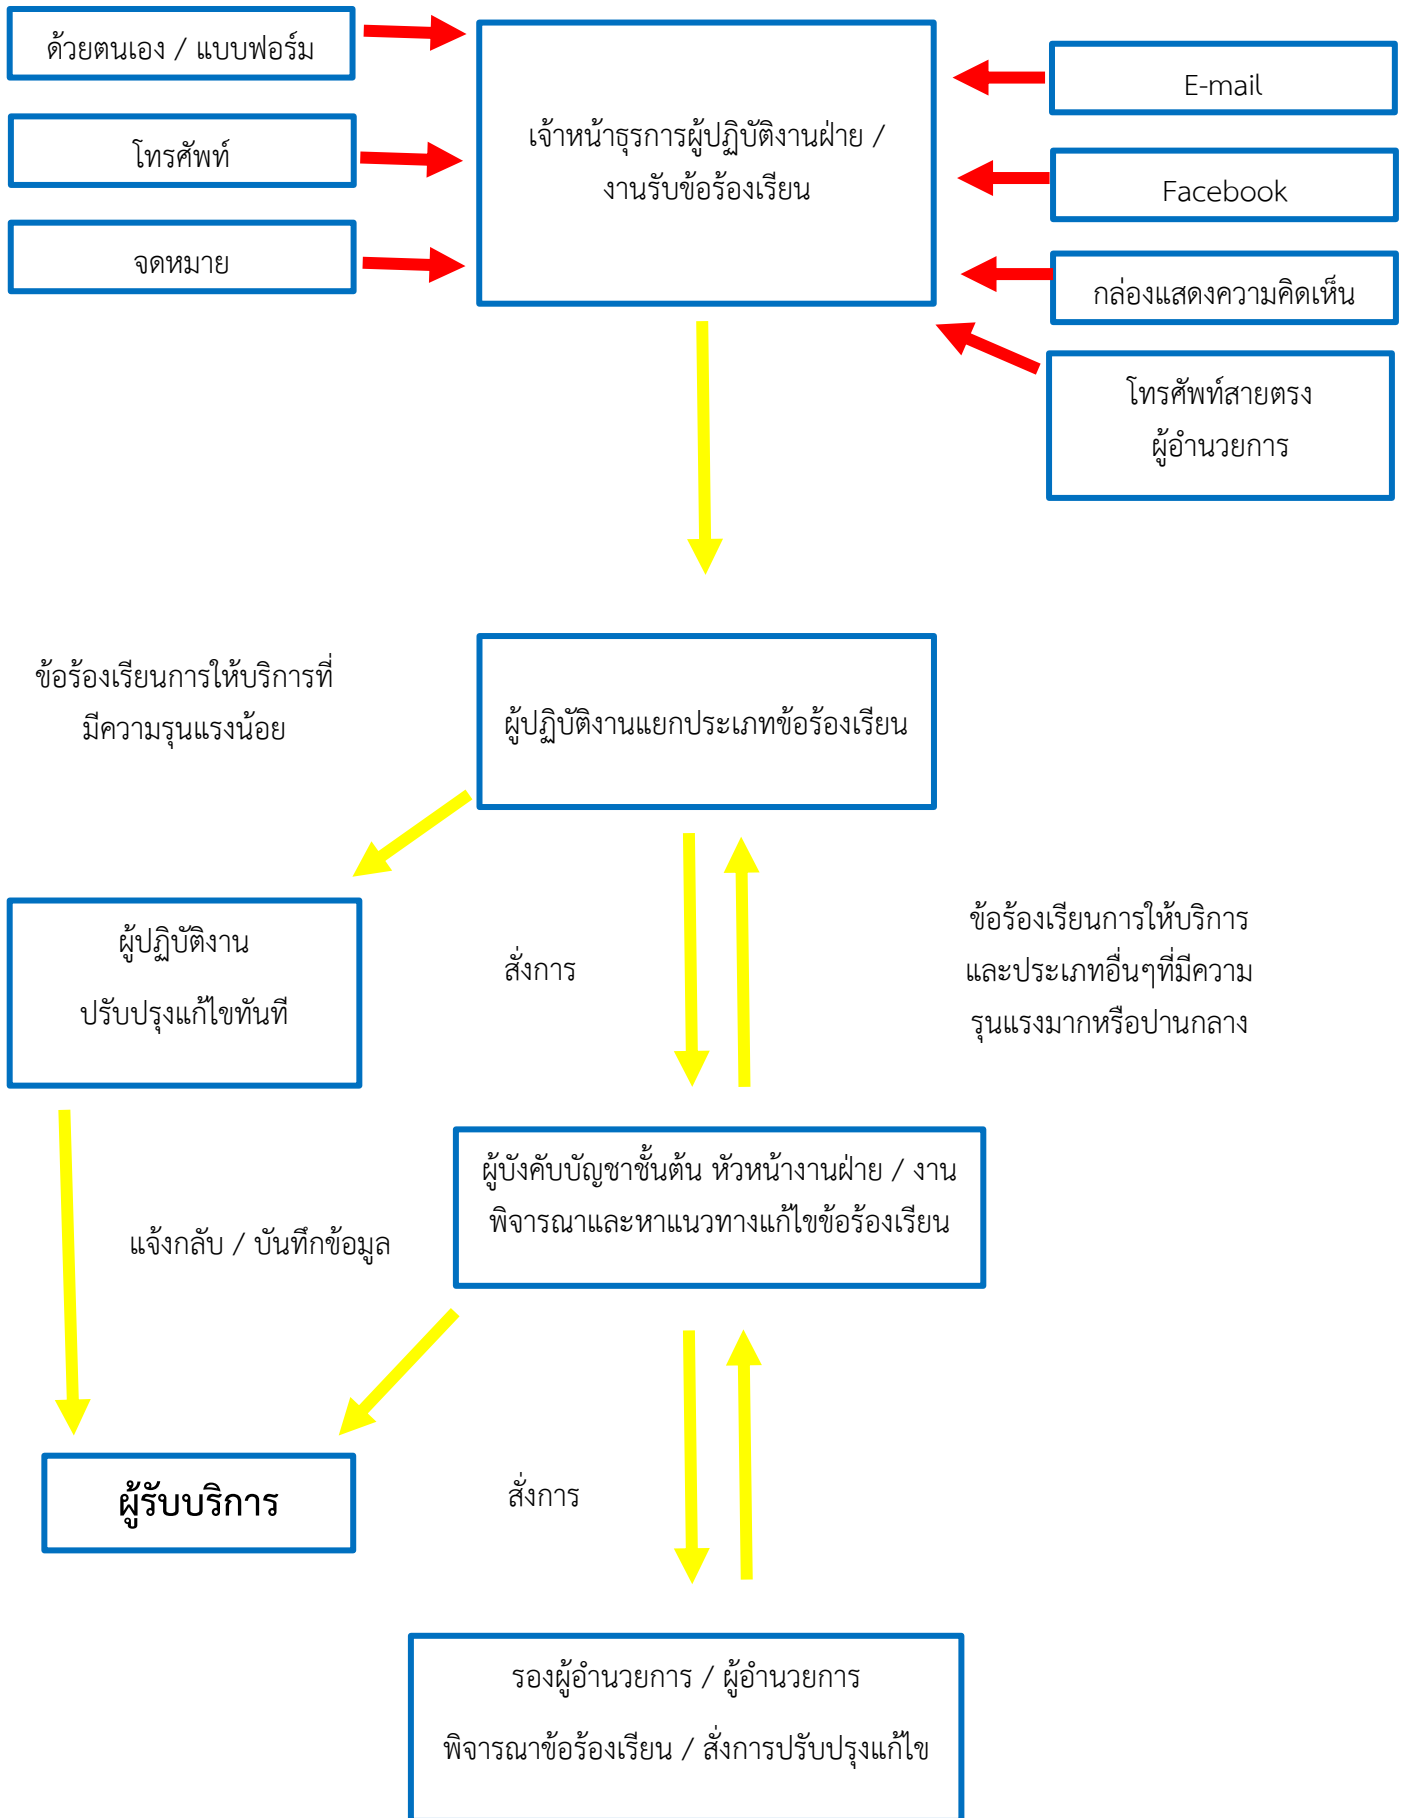 ด้วยตนเอง / แบบฟอร์ม
โทรศัพท์
จดหมาย
เจ้าหน้าธุรการผู้ปฏิบัติงานฝ่าย /
งานรับข้อร้องเรียน
E-mail
Facebook
กล่องแสดงความคิดเห็น
โทรศัพท์สายตรง
ผู้อำนวยการ
ข้อร้องเรียนการให้บริการที่
มีความรุนแรงน้อย
ผู้ปฏิบัติงานแยกประเภทข้อร้องเรียน
ผู้ปฏิบัติงาน
ปรับปรุงแก้ไขทันที
สั่งการ
ข้อร้องเรียนการให้บริการ
และประเภทอื่นๆที่มีความ
รุนแรงมากหรือปานกลาง
ผู้บังคับบัญชาชั้นต้น หัวหน้างานฝ่าย / งาน
พิจารณาและหาแนวทางแก้ไขข้อร้องเรียน
แจ้งกลับ / บันทึกข้อมูล
ผู้รับบริการ
สั่งการ
รองผู้อำนวยการ / ผู้อำนวยการ
พิจารณาข้อร้องเรียน / สั่งการปรับปรุงแก้ไข